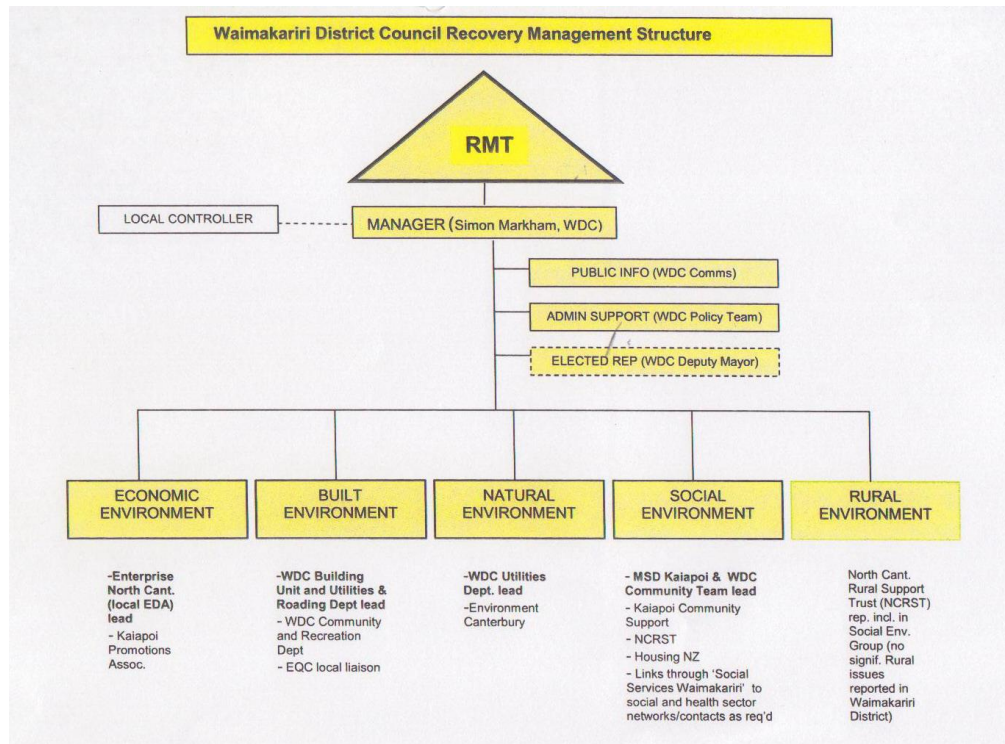 Waimakariri District Council Recovery Management Structure
RMT
LOCAL CONTROLLER
MANAGER (Simon Markham, WDC)
PUBLIC INFO (WDC Comms)
ADMIN SUPPORT (WDC Policy Team)
ELECTED REP (WDC Deputy Mayor)
ECONOMIC
ENVIRONMENT
-Enterprise
North Cant.
(local EDA)
lead
- Kaiapoi
Promotions
Assoc.
BUILT
ENVIRONMENT
-WDC Building
Unit and Utilities &
Roading Dept lead
- WDC Community
and Recreation
Dept
- EQC local liaison
NATURAL
ENVIRONMENT
-WDC Utilities
Dept. lead
-Environment
Canterbury
SOCIAL
ENVIRONMENT
- MSD Kaiapoi & WDC
Community Team lead
- Kaiapoi Community
Support
- NCRST
- Housing NZ
- Links through ‘Social
Services Waimakariri’ to
social and health sector
networks/contacts as req'd
RURAL
ENVIRONMENT
North Cant.
Rural Support
Trust (NCRST)
rep. incl. in
Social Env.
Group (no
signif. Rural
issues
reported in
Waimakariri
District)